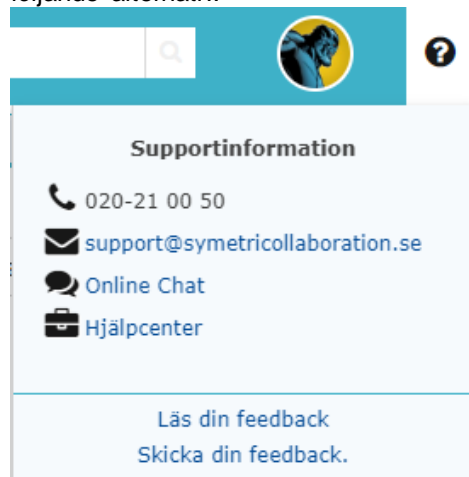 Supportinformation
020-21 00 50
support@symetricollaboration.se
Online Chat
Hjälpcenter
Läs din feedback
Skicka din feedback.